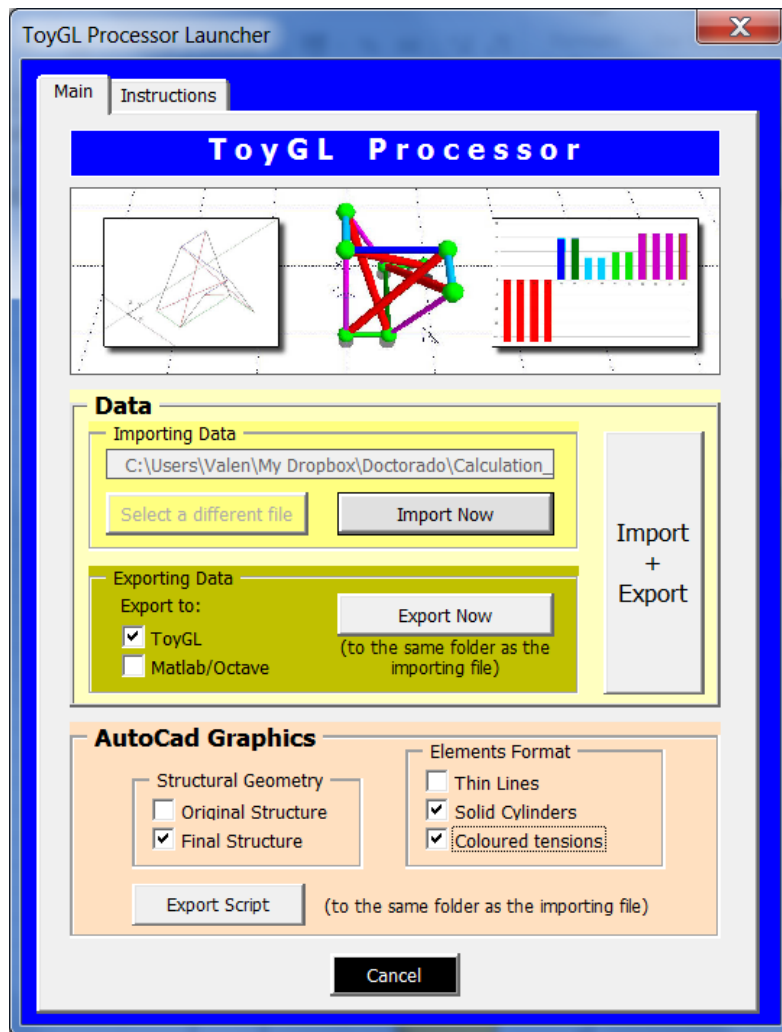 ToyGL Processor Launcher
Main
Instructions
ToyGL Processor
Data
Importing Data
C:\Users\Valen\My Dropbox\Doctorado\Calculation_
Select a different file
Import Now
Import
+
Export
Exporting Data
Export to:
ToyGL
Matlab/Octave
Export Now
(to the same folder as the
importing file)
AutoCad Graphics
Structural Geometry
Original Structure
Final Structure
Elements Format
Thin Lines
Solid Cylinders
Coloured tensions
Export Script
(to the same folder as the importing file)
Cancel